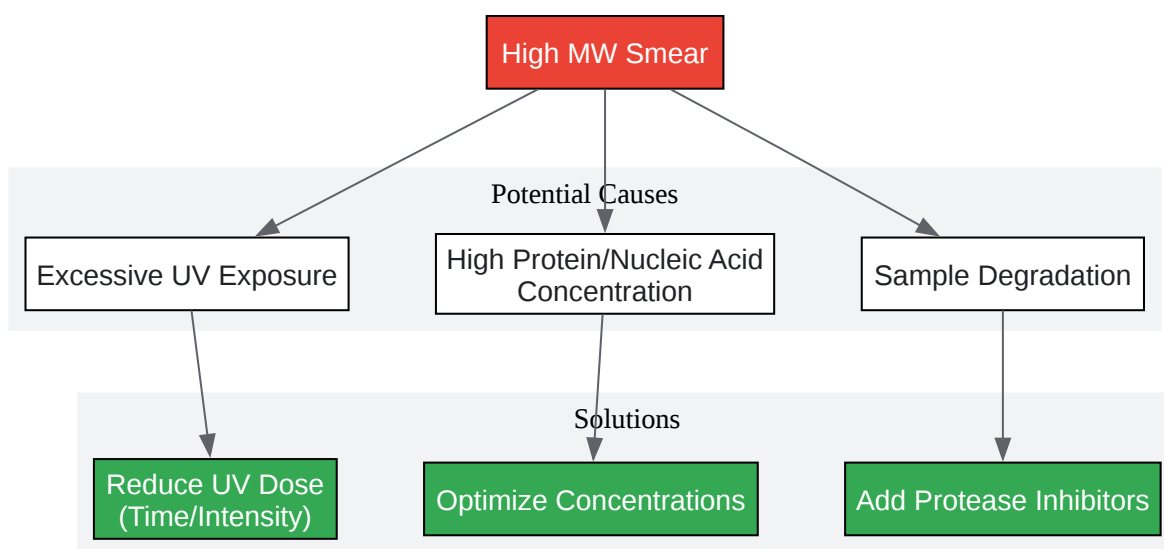 High MW Smear
Potential Causes
Excessive UV Exposure
High Protein/Nucleic Acid
Concentration
Sample Degradation
Solutions
Reduce UV Dose
(Time/Intensity)
Optimize Concentrations
Add Protease Inhibitors